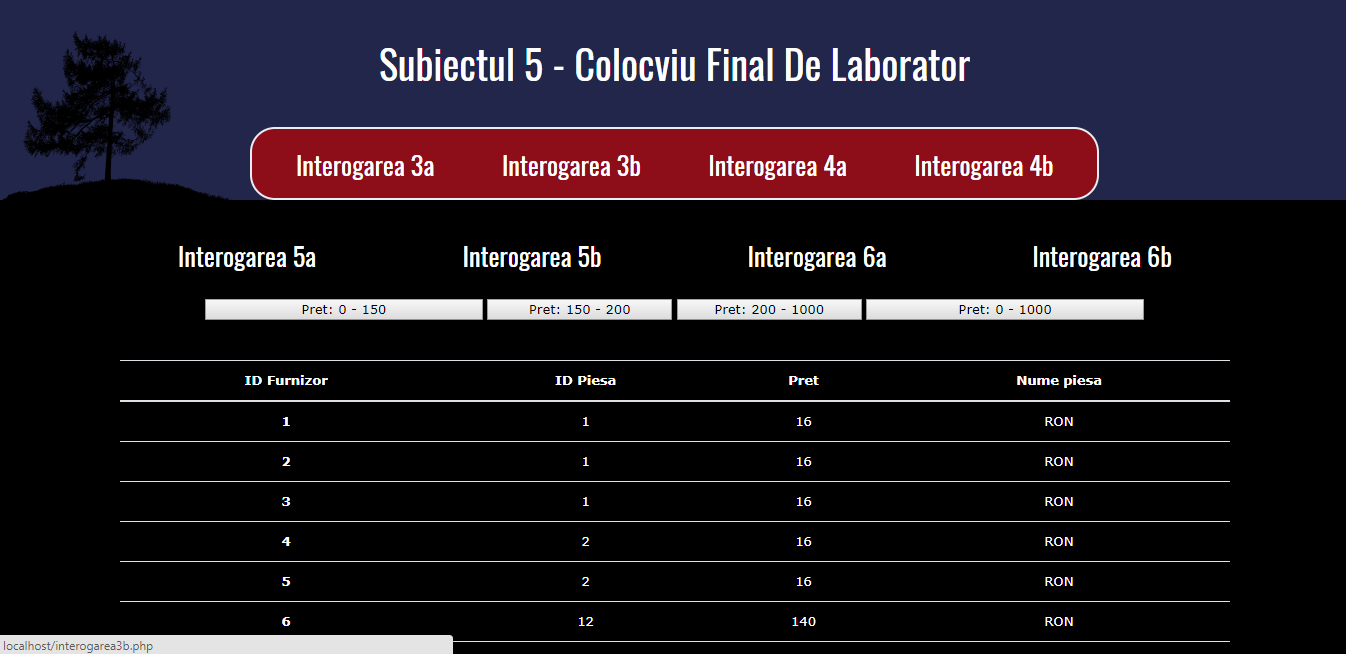 Subiectul 5 - Colocviu Final De Laborator
Interogarea 3a Interogarea 3b Interogarea 4a Interogarea 4b
Interogarea 5a Interogarea 5b Interogarea 6a Interogarea 6b
Pret: 0 - 150 Pret: 150 - 200 Pret: 200 - 1000 Pret: 0 - 1000
ID Furnizor ID Piesa Pret Nume piesa
1 1 16 RON
2 1 16 RON
3 1 16 RON
4 2 16 RON
5 2 16 RON
6 12 140 RON
localhost/interogarea3b.php